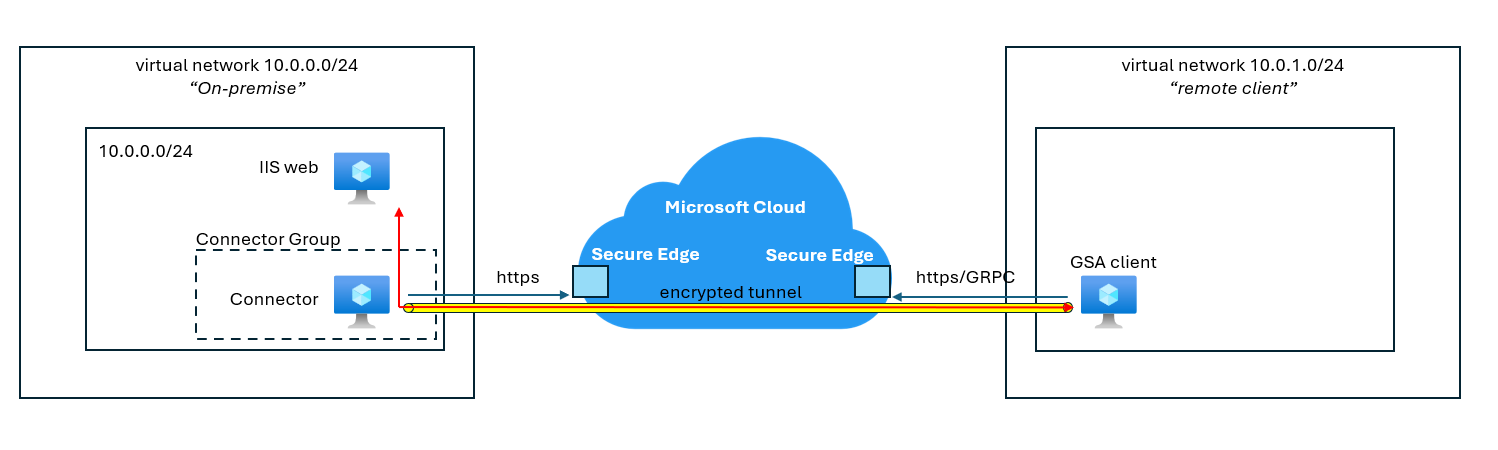 virtual network 10.0.0.0/24
“On-premise”
10.0.0.0/24
IIS web
Connector Group
Connector
https
Microsoft Cloud
Secure Edge
Secure Edge
encrypted tunnel
https/GRPC
virtual network 10.0.1.0/24
“remote client”
GSA client